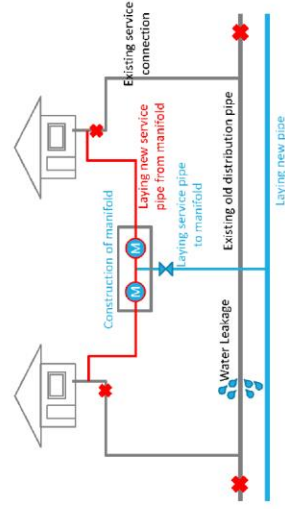 Existing service
connection
Laying new service
pipe from manifold
Construction of manifold
M
M
Laying service pipe
to manifold
Existing old distribution pipe
Water Leakage
Laying new pipe